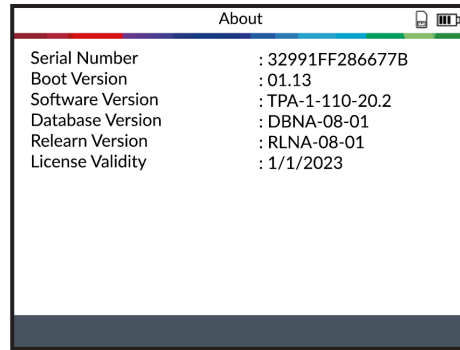 About
Serial Number : 32991FF286677B
Boot Version : 01.13
Software Version : TPA-1-110-20.2
Database Version : DBNA-08-01
Relearn Version : RLNA-08-01
License Validity : 1/1/2023